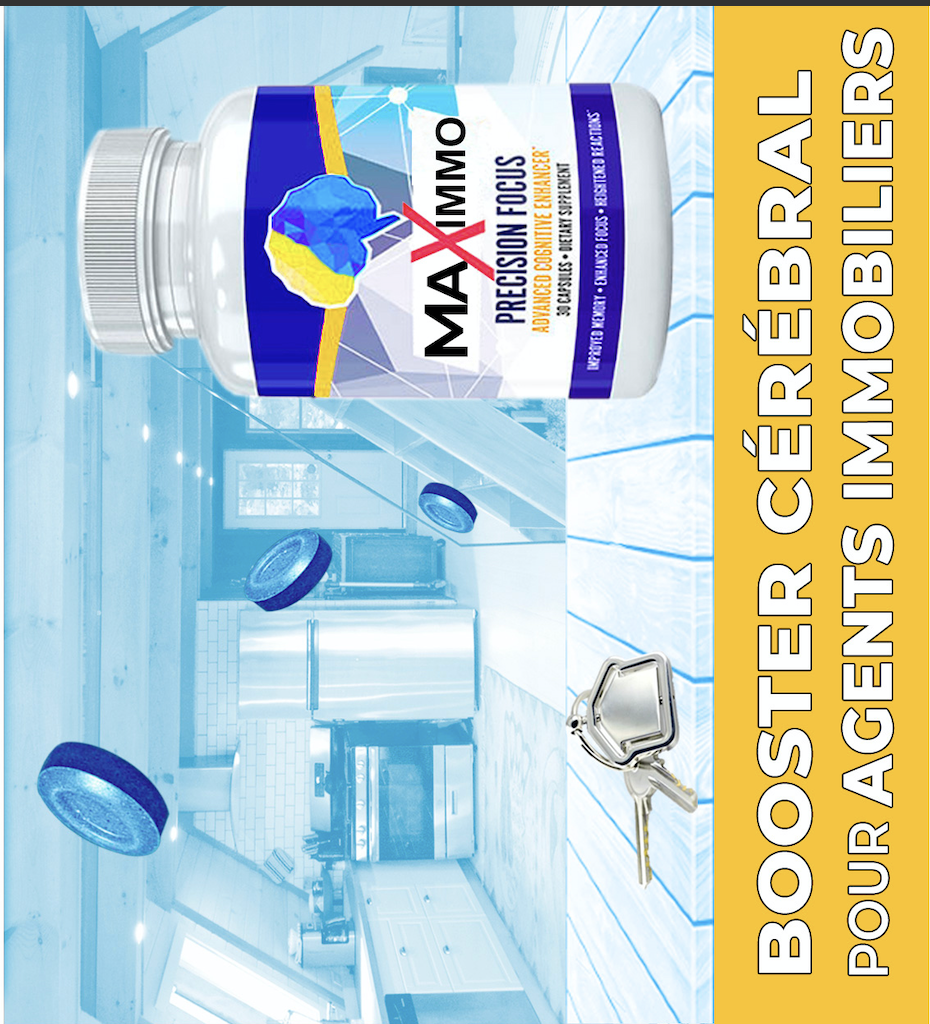 MAXIMMO
PRECISION FOCUS
ADVANCED COGNITIVE ENHANCER™
30 CAPSULES • DIETARY SUPPLEMENT
IMPROVED MEMORY • ENHANCED FOCUS • HEIGHTENED REACTIONS*
BOOSTER CÉRÉBRAL
POUR AGENTS IMMOBILIERS